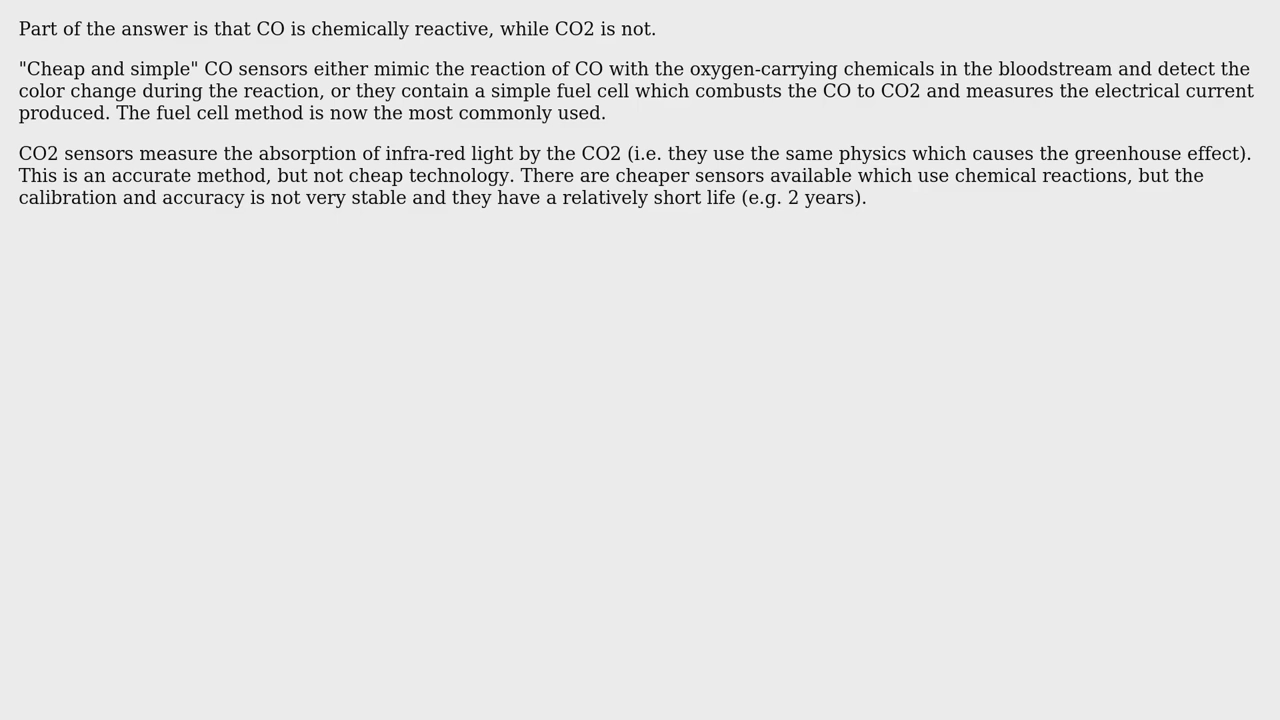 Part of the answer is that CO is chemically reactive, while CO2 is not.
"Cheap and simple" CO sensors either mimic the reaction of CO with the oxygen-carrying chemicals in the bloodstream and detect the
color change during the reaction, or they contain a simple fuel cell which combusts the CO to CO2 and measures the electrical current
produced. The fuel cell method is now the most commonly used.
CO2 sensors measure the absorption of infra-red light by the CO2 (i.e. they use the same physics which causes the greenhouse effect).
This is an accurate method, but not cheap technology. There are cheaper sensors available which use chemical reactions, but the
calibration and accuracy is not very stable and they have a relatively short life (e.g. 2 years).